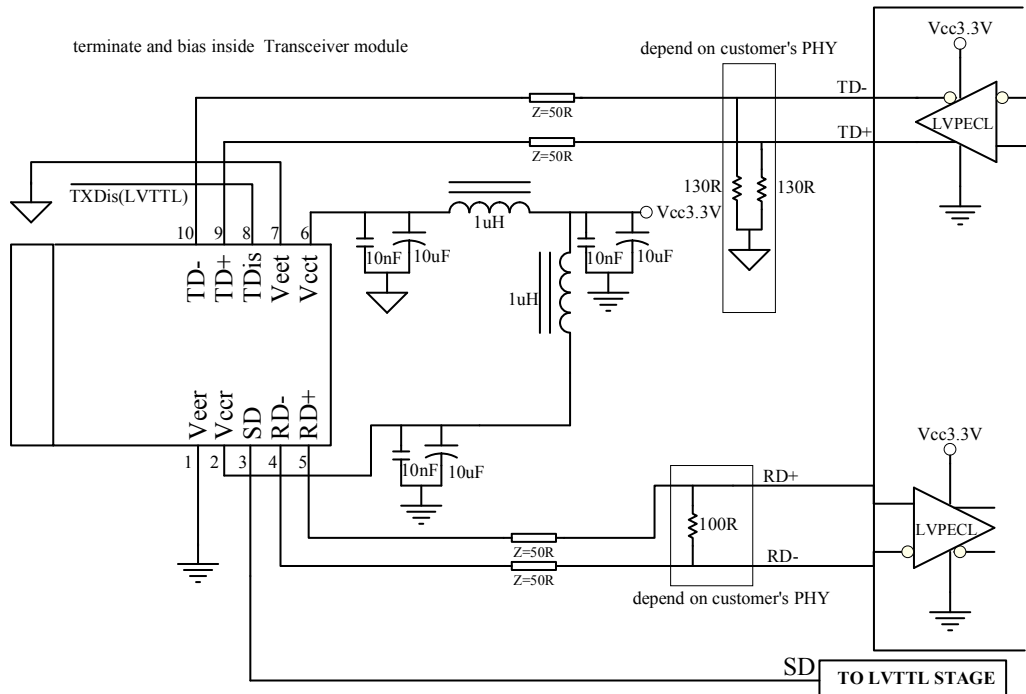 terminate and bias inside Transceiver module
depend on customer's PHY
Vcc3.3V
TD-
LVPECL
Z=50R
TD+
Z=50R
TXDis(LVTTL)
130R
130R
1uH
Vcc3.3V
10nF
10uF
10nF
10uF
1uH
10 9 8 7 6
TD-
TD+
TDis
Veet
Vcct
Veer
Vccr
SD
RD-
RD+
1 2 3 4 5
10nF
10uF
Vcc3.3V
RD+
100R
LVPECL
Z=50R
RD-
Z=50R
depend on customer's PHY
SD
TO LVTTL STAGE